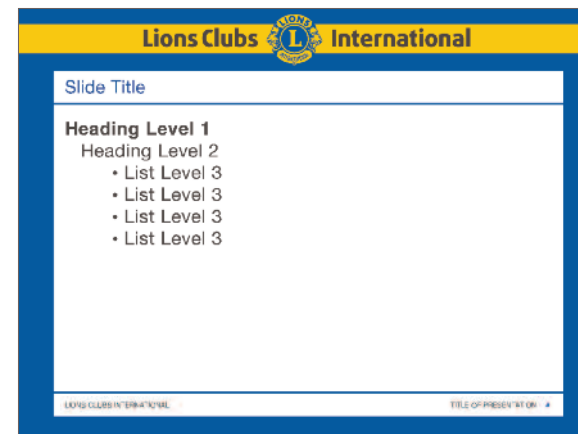 Lions Clubs LIONS L International
Slide Title
Heading Level 1
Heading Level 2
• List Level 3
• List Level 3
• List Level 3
• List Level 3
LIONS CLUBS INTERNATIONAL TITLE OF PRESENTATION